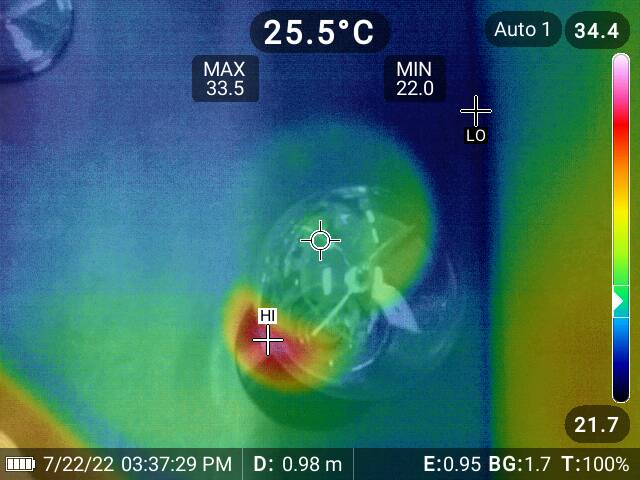 25.5°C
Auto 1
34.4
MAX
33.5
MIN
22.0
LO
HI
21.7
7/22/22 03:37:29 PM
D: 0.98 m
E:0.95 BG:1.7 T:100%